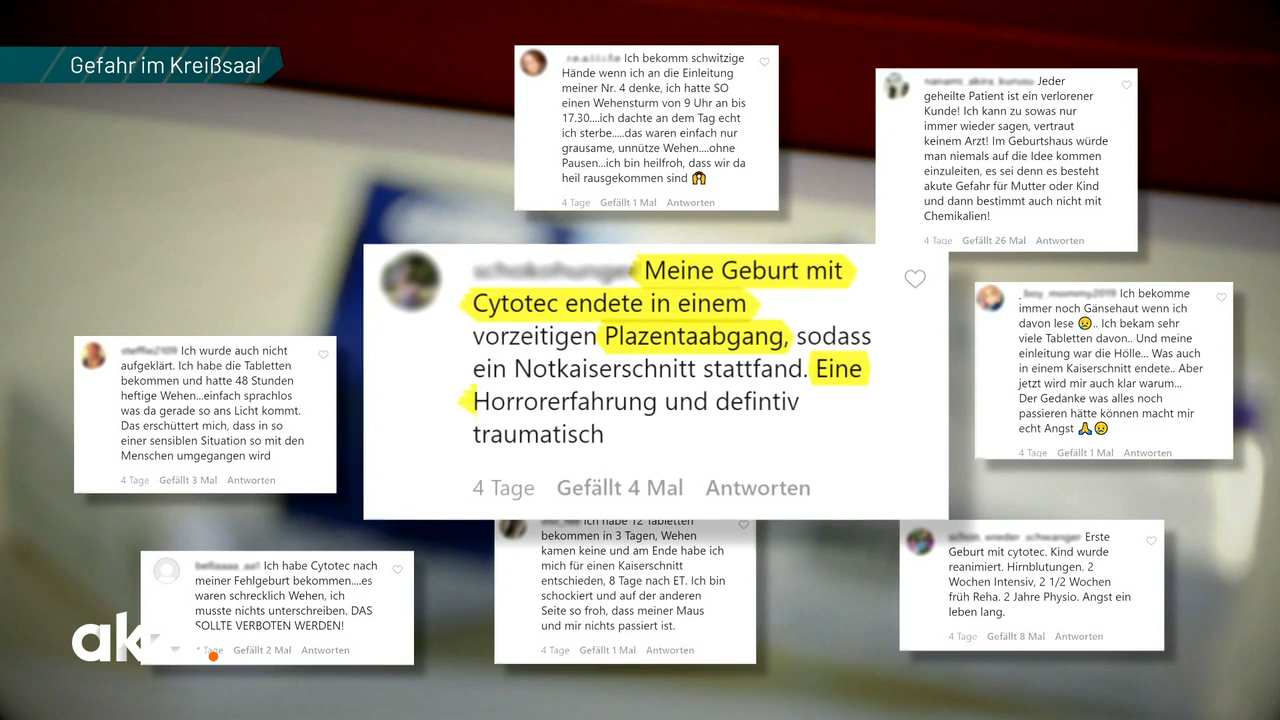 Gefahr im Kreißsaal
Ich bekomm schwitzige
Hände wenn ich an die Einleitung
meiner Nr. 4 denke, ich hatte SO
einen Wehensturm von 9 Uhr an bis
17.30....ich dachte an dem Tag echt
ich sterbe.....das waren einfach nur
grausame, unnütze Wehen....ohne
Pausen...ich bin heilfroh, dass wir da
heil rausgekommen sind
4 Tage Gefällt 1 Mal Antworten
Jeder
geheilte Patient ist ein verlorener
Kunde! Ich kann zu sowas nur
immer wieder sagen, vertraut
keinem Arzt! Im Geburtshaus würde
man niemals auf die Idee kommen
einzuleiten, es sei denn es besteht
akute Gefahr für Mutter oder Kind
und dann bestimmt auch nicht mit
Chemikalien!
4 Tage Gefällt 26 Mal Antworten
Meine Geburt mit
Cytotec endete in einem
vorzeitigen Plazentaabgang, sodass
ein Notkaiserschnitt stattfand. Eine
Horrorerfahrung und defintiv
traumatisch
4 Tage Gefällt 4 Mal Antworten
Ich bekomme
immer noch Gänsehaut wenn ich
davon lese 😢.. Ich bekam sehr
viele Tabletten davon.. Und meine
einleitung war die Hölle... Was auch
in einem Kaiserschnitt endete.. Aber
jetzt wird mir auch klar warum...
Der Gedanke was alles noch
passieren hätte können macht mir
echt Angst 🙏😢
4 Tage Gefällt 1 Mal Antworten
Ich wurde auch nicht
aufgeklärt. Ich habe die Tabletten
bekommen und hatte 48 Stunden
heftige Wehen...einfach sprachlos
was da gerade so ans Licht kommt.
Das erschüttert mich, dass in so
einer sensiblen Situation so mit den
Menschen umgegangen wird
4 Tage Gefällt 3 Mal Antworten
Ich habe Cytotec nach
meiner Fehlgeburt bekommen....es
waren schrecklich Wehen, ich
musste nichts unterschreiben. DAS
SOLLTE VERBOTEN WERDEN!
Tage Gefällt 2 Mal Antworten
Ich habe 12 Tabletten
bekommen in 3 Tagen, Wehen
kamen keine und am Ende habe ich
mich für einen Kaiserschnitt
entschieden, 8 Tage nach ET. Ich bin
schockiert und auf der anderen
Seite so froh, dass meiner Maus
und mir nichts passiert ist.
4 Tage Gefällt 1 Mal Antworten
Erste
Geburt mit cytotec. Kind wurde
reanimiert. Hirnblutungen. 2
Wochen Intensiv, 2 1/2 Wochen
früh Reha. 2 Jahre Physio. Angst ein
leben lang.
4 Tage Gefällt 8 Mal Antworten